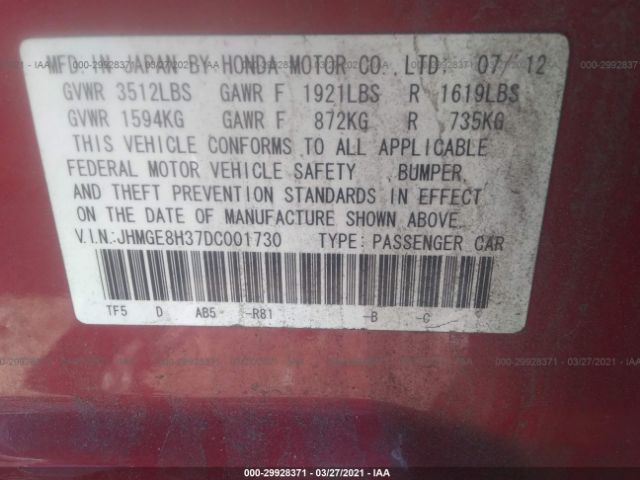 MFD. IN JAPAN BY HONDA MOTOR CO., LTD. 07/12
GVWR 3512LBS GAWR F 1921LBS R 1619LBS
GVWR 1594KG GAWR F 872KG R 735KG
THIS VEHICLE CONFORMS TO ALL APPLICABLE
FEDERAL MOTOR VEHICLE SAFETY, BUMPER,
AND THEFT PREVENTION STANDARDS IN EFFECT
ON THE DATE OF MANUFACTURE SHOWN ABOVE.
V.I.N.:JHMGE8H37DC001730 TYPE: PASSENGER CAR
TF5 D AB5 -R81 -B -C
000-29928371 | 03/27/2021 | IAA